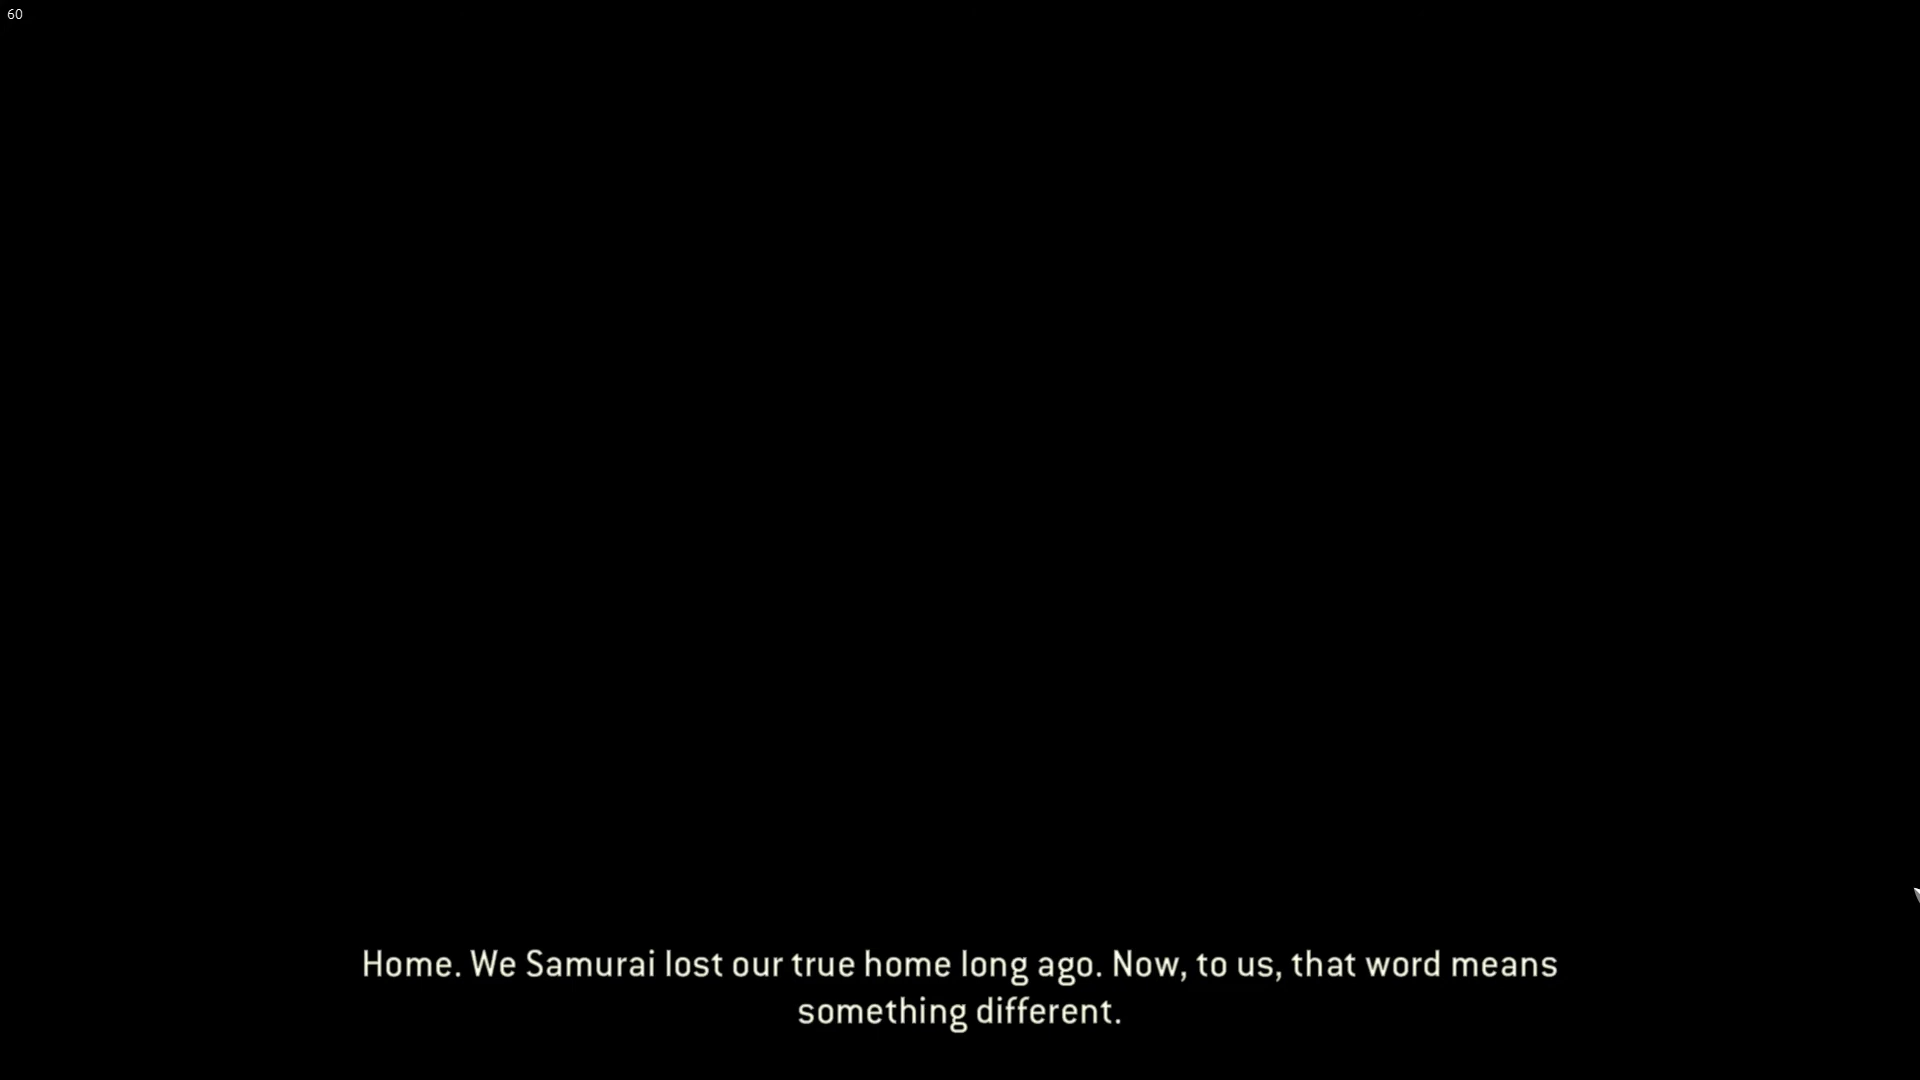 60
Home. We Samurai lost our true home long ago. Now, to us, that word means
something different.